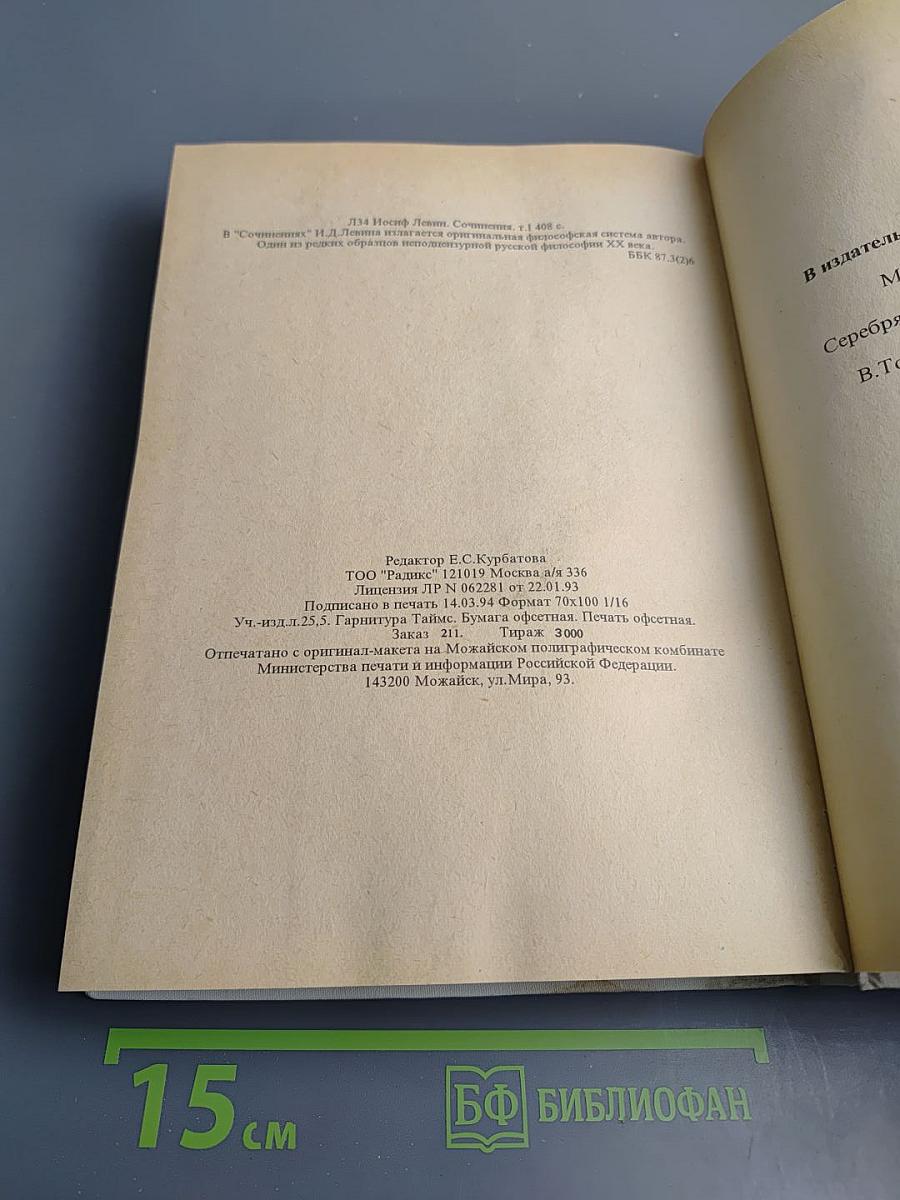 Л34 Иосиф Левин. Сочинения. т.1 408 с.
В "Сочинениях" И.Д.Левина излагается оригинальная философская система автора.
Один из редких образцов неподцензурной русской философии XX века.
ББК 87.3(2)6
Редактор Е.С.Курбатова
ТОО "Радикс" 121019 Москва а/я 336
Лицензия ЛР N 062281 от 22.01.93
Подписано в печать 14.03.94 Формат 70х100 1/16
Уч.-изд.л.25,5. Гарнитура Таймс. Бумага офсетная. Печать офсетная.
Заказ 211. Тираж 3000
Отпечатано с оригинал-макета на Можайском полиграфическом комбинате
Министерства печати и информации Российской Федерации.
143200 Можайск, ул.Мира, 93.
В издатель
М
Серебря
В.То
15 см
БФ БИБЛИОФАН